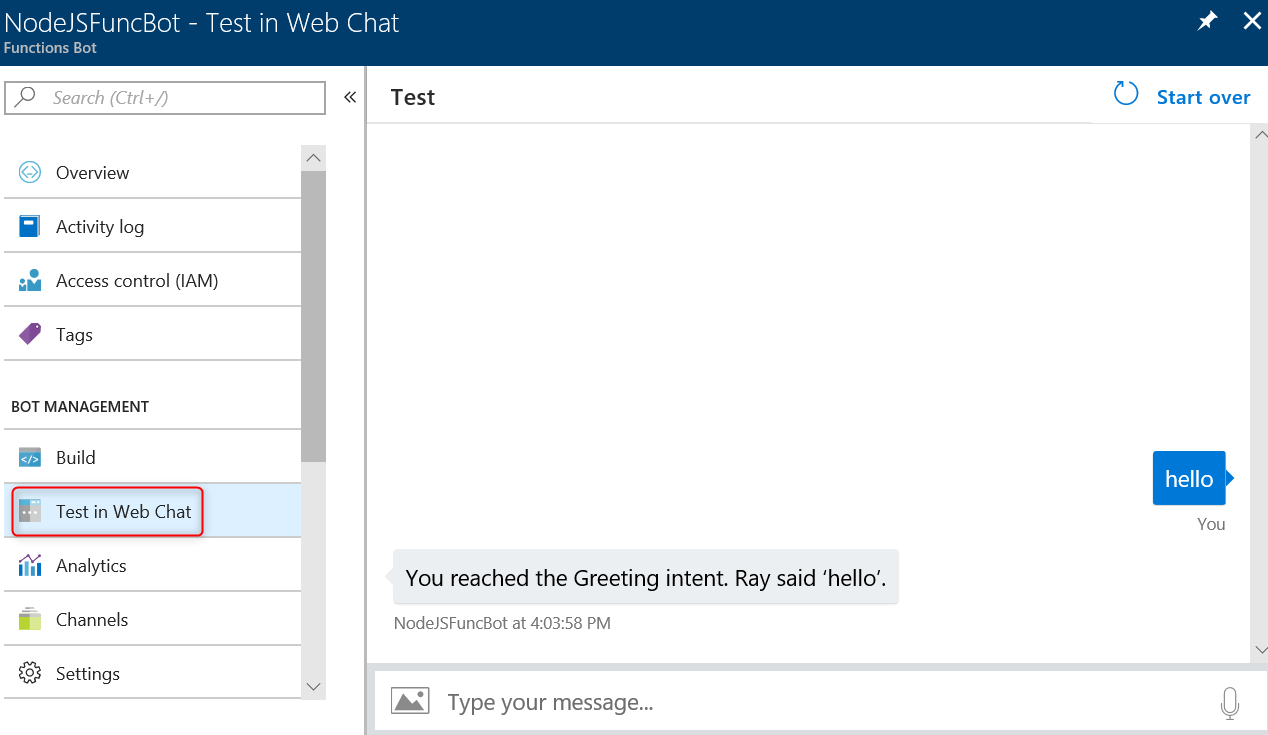 NodeJSFuncBot - Test in Web Chat
Functions Bot
Search (Ctrl+/)
Overview
Activity log
Access control (IAM)
Tags
BOT MANAGEMENT
Build
Test in Web Chat
Analytics
Channels
Settings
Test
Start over
hello
You
You reached the Greeting intent. Ray said ‘hello’.
NodeJSFuncBot at 4:03:58 PM
Type your message...